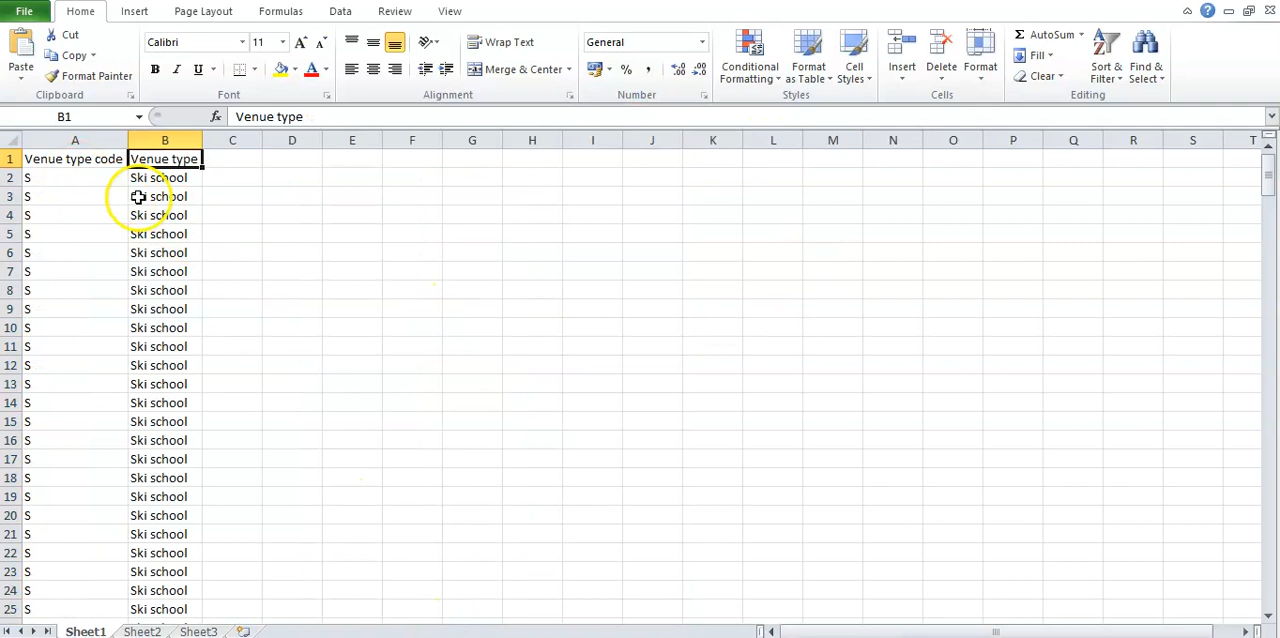 File Home Insert Page Layout Formulas Data Review View
Cut
Copy
Format Painter
Paste
Calibri 11
A A
B I U
A
Wrap Text
Merge & Center
General
% ,
Conditional Formatting
Format as Table
Cell Styles
Insert Delete Format
Σ AutoSum
Fill
Clear
Sort & Filter
Find & Select
Clipboard Font Alignment Number Styles Cells Editing
B1 fx Venue type
A B C D E F G H I J K L M N O P Q R S T
1 Venue type code Venue type
2 S Ski school
3 S Ski school
4 S Ski school
5 S Ski school
6 S Ski school
7 S Ski school
8 S Ski school
9 S Ski school
10 S Ski school
11 S Ski school
12 S Ski school
13 S Ski school
14 S Ski school
15 S Ski school
16 S Ski school
17 S Ski school
18 S Ski school
19 S Ski school
20 S Ski school
21 S Ski school
22 S Ski school
23 S Ski school
24 S Ski school
25 S Ski school
Sheet1 Sheet2 Sheet3